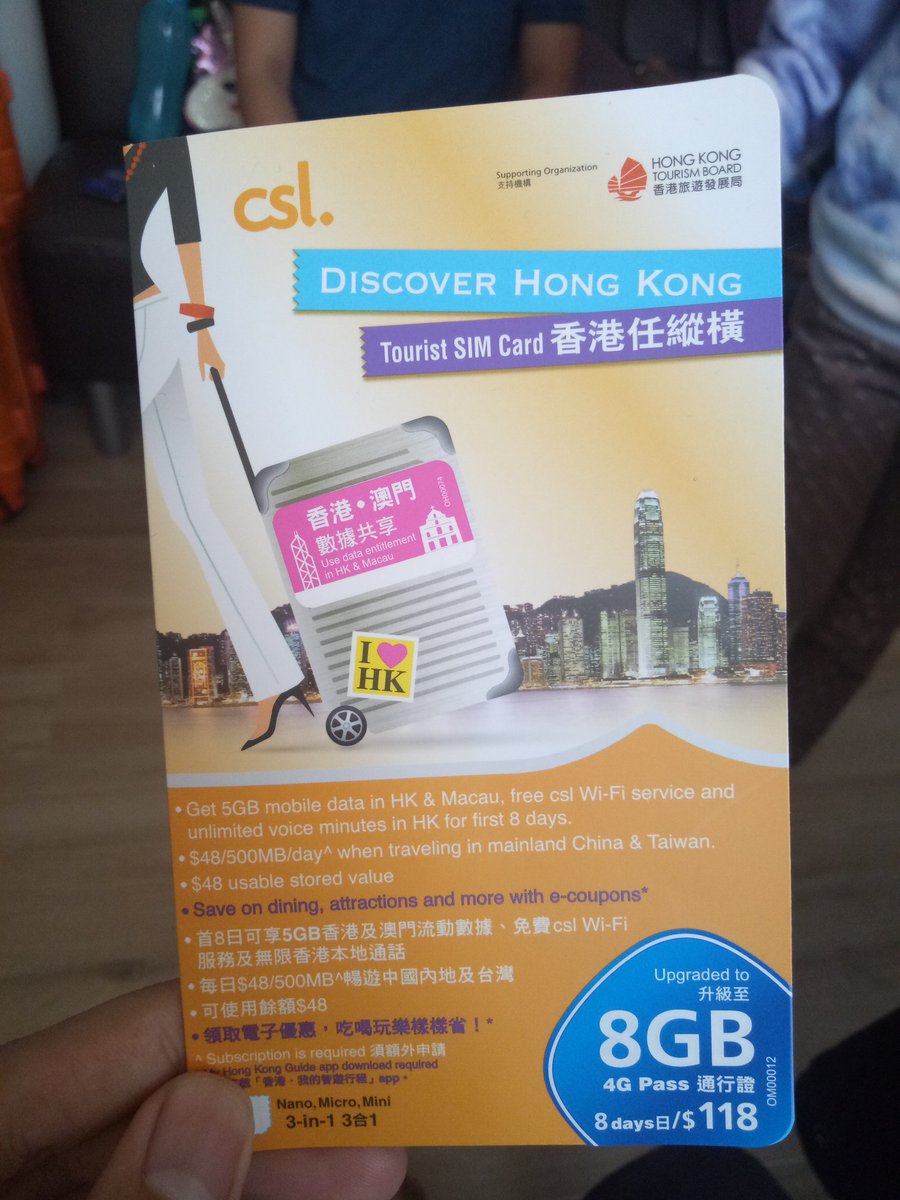 csl.
Supporting Organization
支持機構
HONG KONG
TOURISM BOARD
香港旅遊發展局
DISCOVER HONG KONG
Tourist SIM Card 香港任縱橫
香港・澳門
數據共享
Use data entitlement
in HK & Macau
OM00074
I
HK
• Get 5GB mobile data in HK & Macau, free csl Wi-Fi service and
unlimited voice minutes in HK for first 8 days.
• $48/500MB/day^ when traveling in mainland China & Taiwan.
• $48 usable stored value
• Save on dining, attractions and more with e-coupons*
• 首8日可享5GB香港及澳門流動數據、免費csl Wi-Fi
服務及無限香港本地通話
• 每日$48/500MB^暢遊中國內地及台灣
• 可使用餘額$48
• 領取電子優惠，吃喝玩樂樣樣省！*
^ Subscription is required 須額外申請
Hong Kong Guide app download required
「香港・我的智遊行程」app。
Nano, Micro, Mini
3-in-1 3合1
Upgraded to
升級至
8GB
4G Pass 通行證
8 days日/$118
OM00012